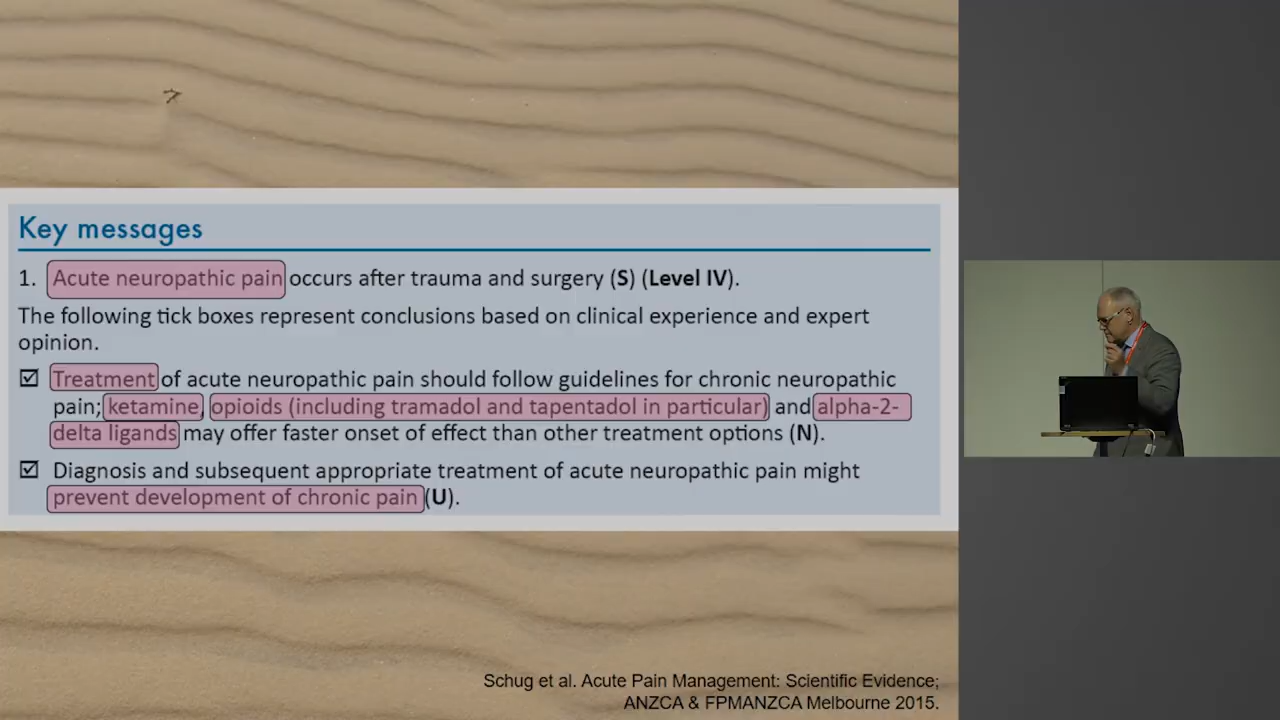 Key messages
1. Acute neuropathic pain occurs after trauma and surgery (S) (Level IV).
The following tick boxes represent conclusions based on clinical experience and expert
opinion.
☑ Treatment of acute neuropathic pain should follow guidelines for chronic neuropathic
pain; ketamine, opioids (including tramadol and tapentadol in particular) and alpha-2-
delta ligands may offer faster onset of effect than other treatment options (N).
☑ Diagnosis and subsequent appropriate treatment of acute neuropathic pain might
prevent development of chronic pain (U).
Schug et al. Acute Pain Management: Scientific Evidence;
ANZCA & FPMANZCA Melbourne 2015.